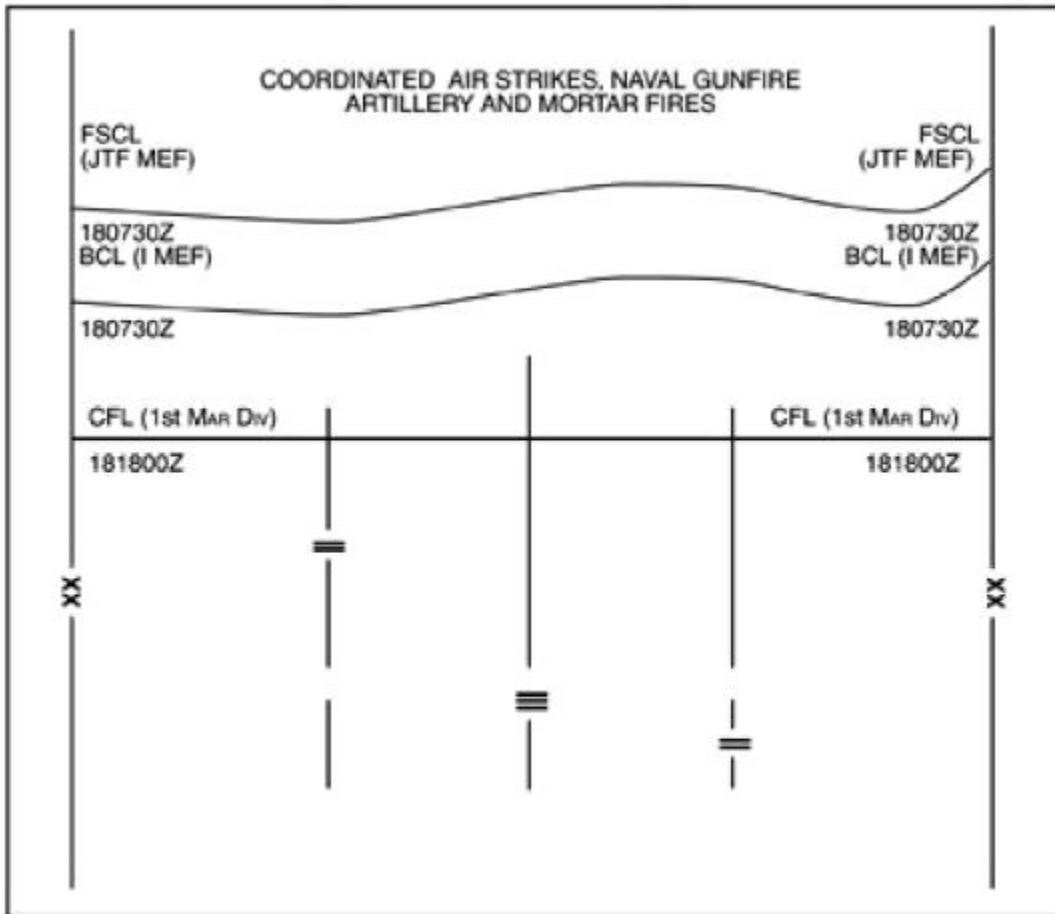 COORDINATED AIR STRIKES, NAVAL GUNFIRE
ARTILLERY AND MORTAR FIRES
FSCL
(JTF MEF)
FSCL
(JTF MEF)
180730Z
BCL (I MEF)
180730Z
BCL (I MEF)
180730Z
180730Z
CFL (1st MAR DIV)
CFL (1st MAR DIV)
181800Z
181800Z
XX
XX